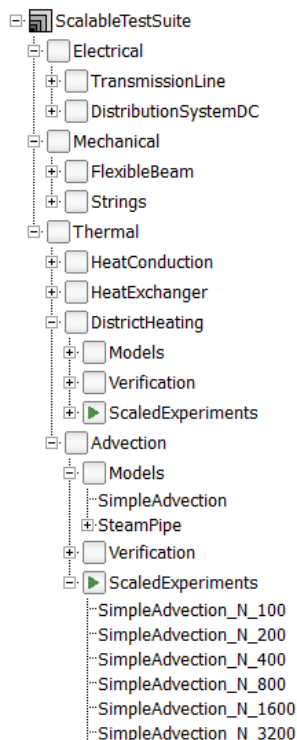 ScalableTestSuite
Electrical
TransmissionLine
DistributionSystemDC
Mechanical
FlexibleBeam
Strings
Thermal
HeatConduction
HeatExchanger
DistrictHeating
Models
Verification
ScaledExperiments
Advection
Models
SimpleAdvection
SteamPipe
Verification
ScaledExperiments
SimpleAdvection_N_100
SimpleAdvection_N_200
SimpleAdvection_N_400
SimpleAdvection_N_800
SimpleAdvection_N_1600
SimpleAdvection_N_3200